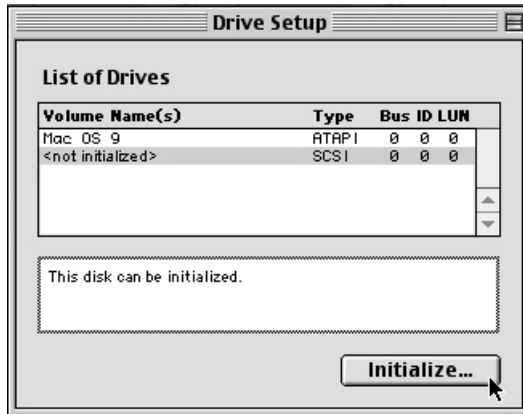 Drive Setup
List of Drives
Volume Name(s) Type Bus ID LUN
Mac OS 9 ATAPI 0 0 0
<not initialized> SCSI 0 0 0
This disk can be initialized.
Initialize...